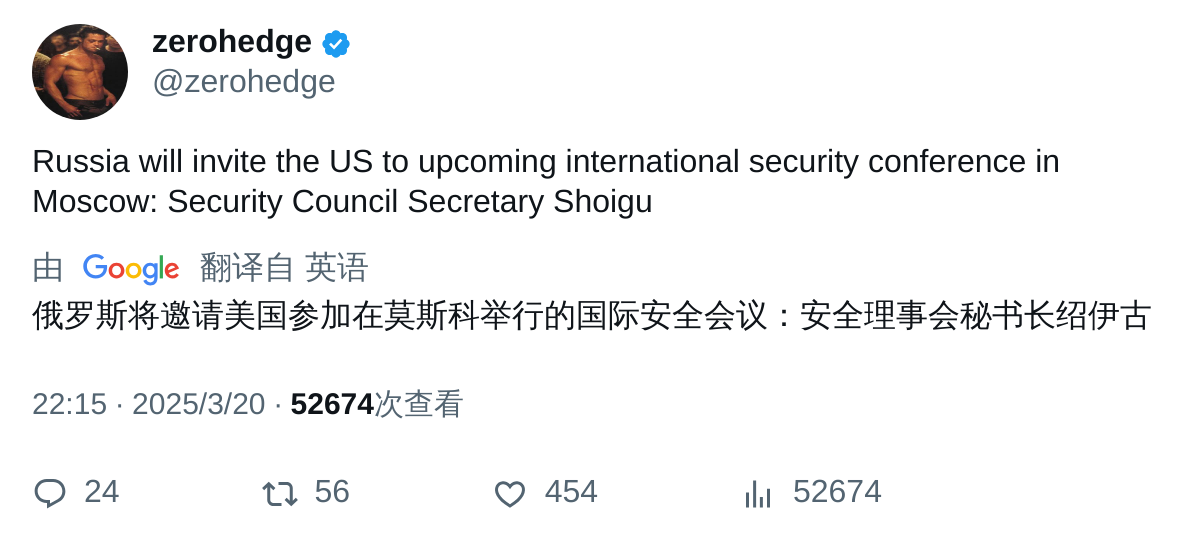 zerohedge
@zerohedge
Russia will invite the US to upcoming international security conference in
Moscow: Security Council Secretary Shoigu
由 Google 翻译自 英语
俄罗斯将邀请美国参加在莫斯科举行的国际安全会议：安全理事会秘书长绍伊古
22:15 · 2025/3/20 · 52674次查看
24 56 454 52674